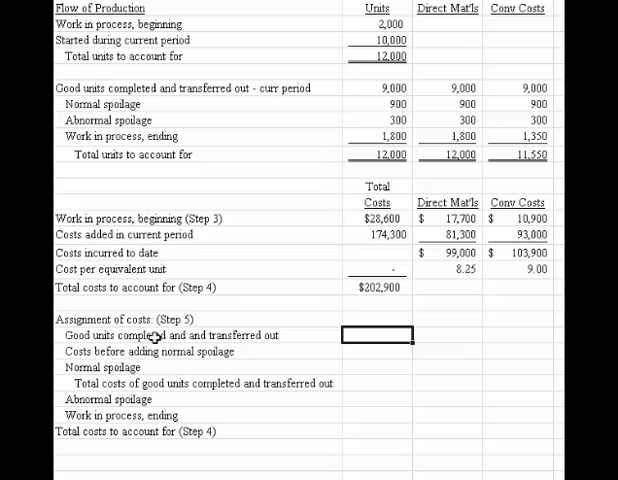 Flow of Production Units Direct Mat'ls Conv Costs
Work in process, beginning 2,000
Started during current period 10,000
Total units to account for 12,000
Good units completed and transferred out - curr period 9,000 9,000 9,000
Normal spoilage 900 900 900
Abnormal spoilage 300 300 300
Work in process, ending 1,800 1,800 1,350
Total units to account for 12,000 12,000 11,550
Total
Costs Direct Mat'ls Conv Costs
Work in process, beginning (Step 3) $28,600 $ 17,700 $ 10,900
Costs added in current period 174,300 81,300 93,000
Costs incurred to date $ 99,000 $ 103,900
Cost per equivalent unit - 8.25 9.00
Total costs to account for (Step 4) $202,900
Assignment of costs: (Step 5)
Good units completed and and transferred out
Costs before adding normal spoilage
Normal spoilage
Total costs of good units completed and transferred out
Abnormal spoilage
Work in process, ending
Total costs to account for (Step 4)